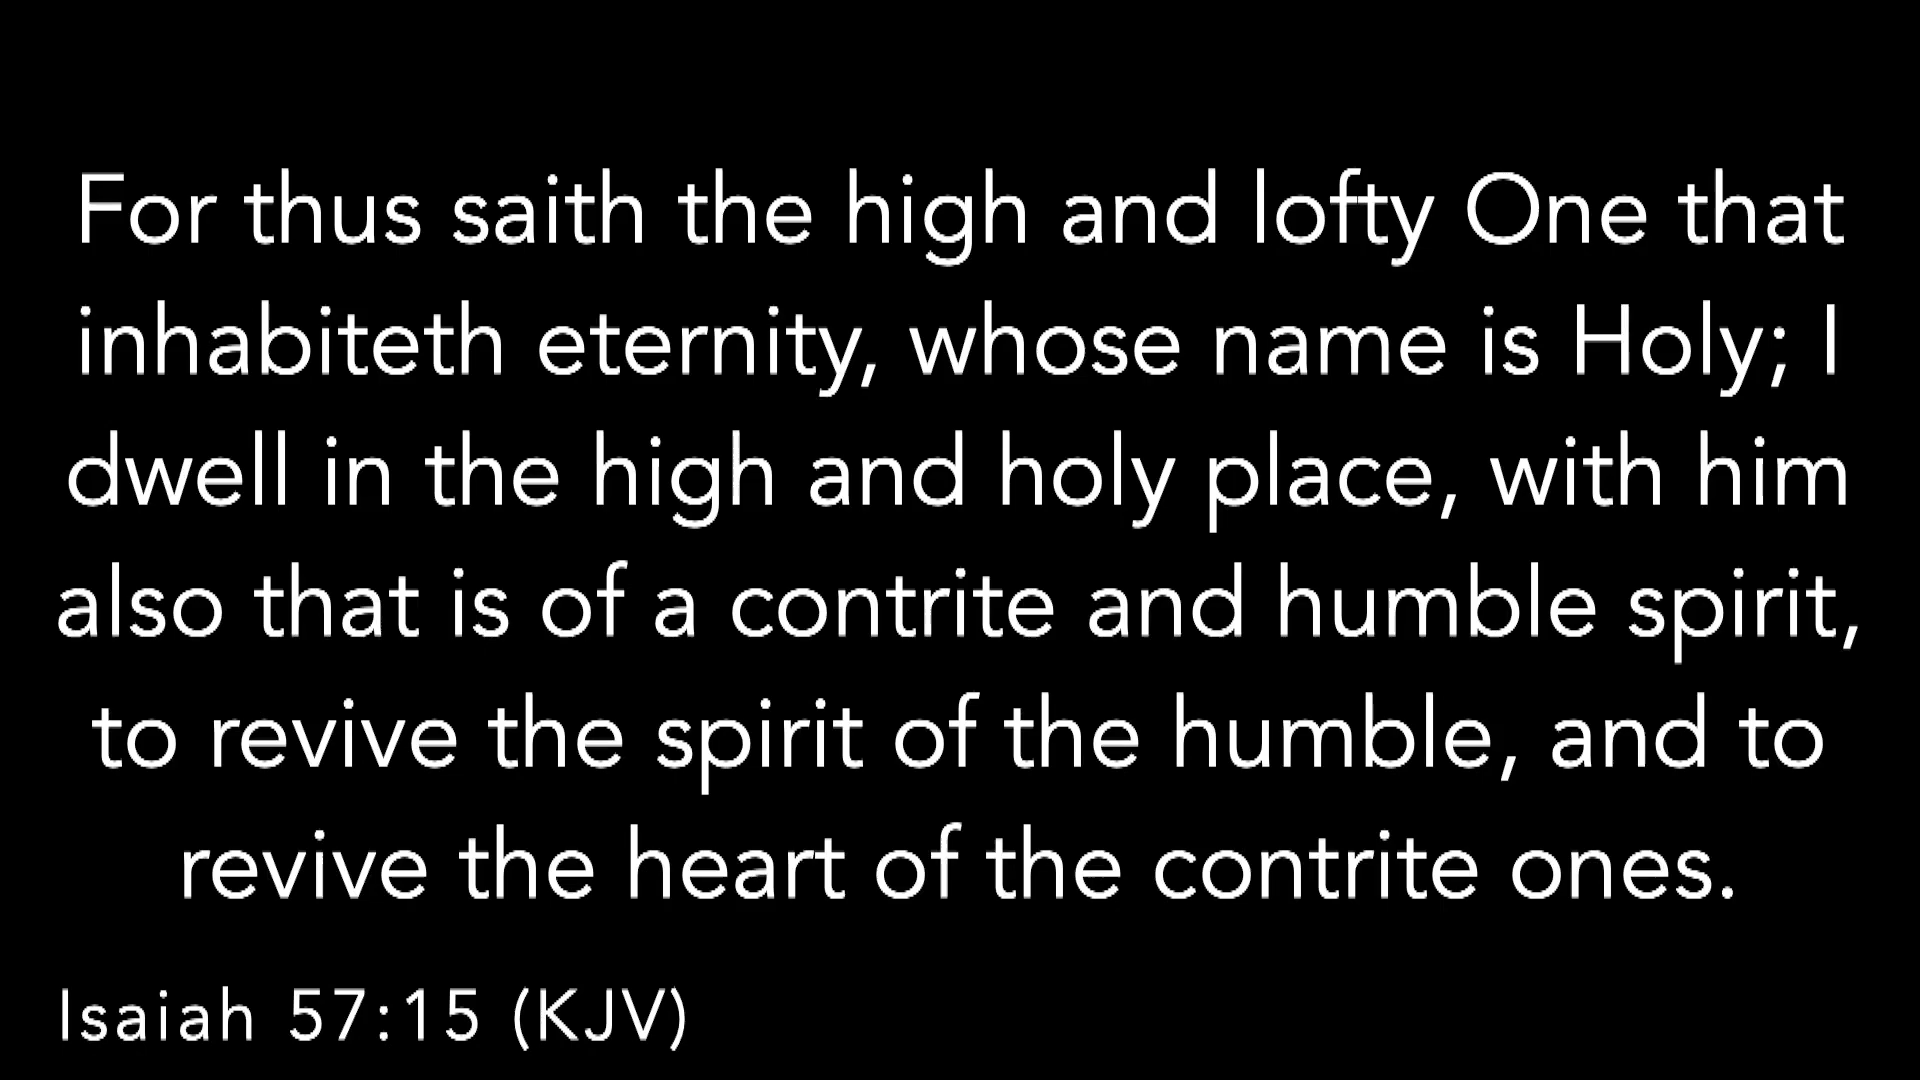 For thus saith the high and lofty One that
inhabiteth eternity, whose name is Holy; I
dwell in the high and holy place, with him
also that is of a contrite and humble spirit,
to revive the spirit of the humble, and to
revive the heart of the contrite ones.
Isaiah 57:15 (KJV)